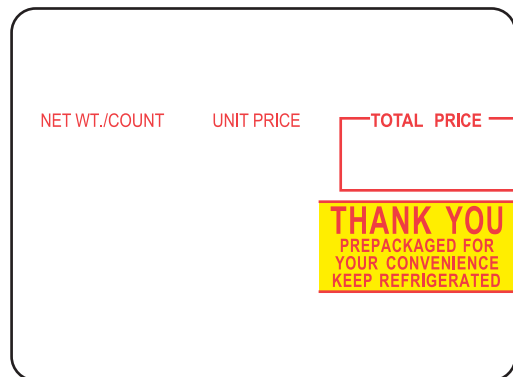 NET WT./COUNT UNIT PRICE TOTAL PRICE
THANK YOU
PREPACKAGED FOR
YOUR CONVENIENCE
KEEP REFRIGERATED